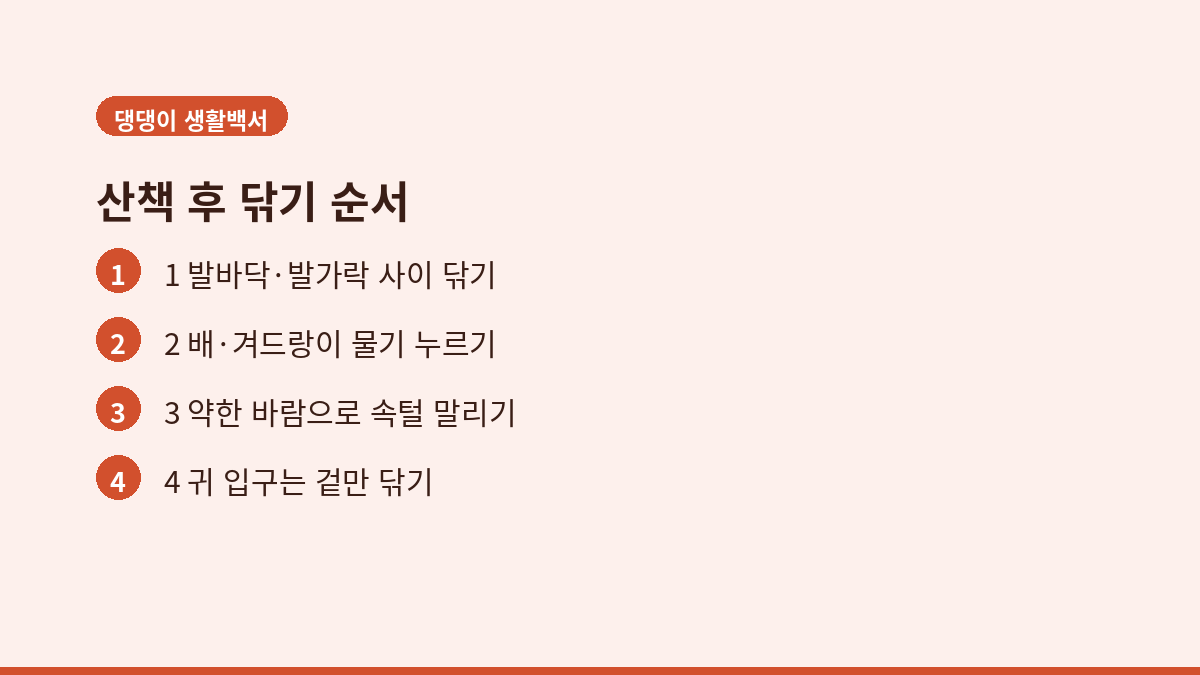 댕댕이 생활백서
산책 후 닦기 순서
1 1 발바닥·발가락 사이 닦기
2 2 배·겨드랑이 물기 누르기
3 3 약한 바람으로 속털 말리기
4 4 귀 입구는 겉만 닦기